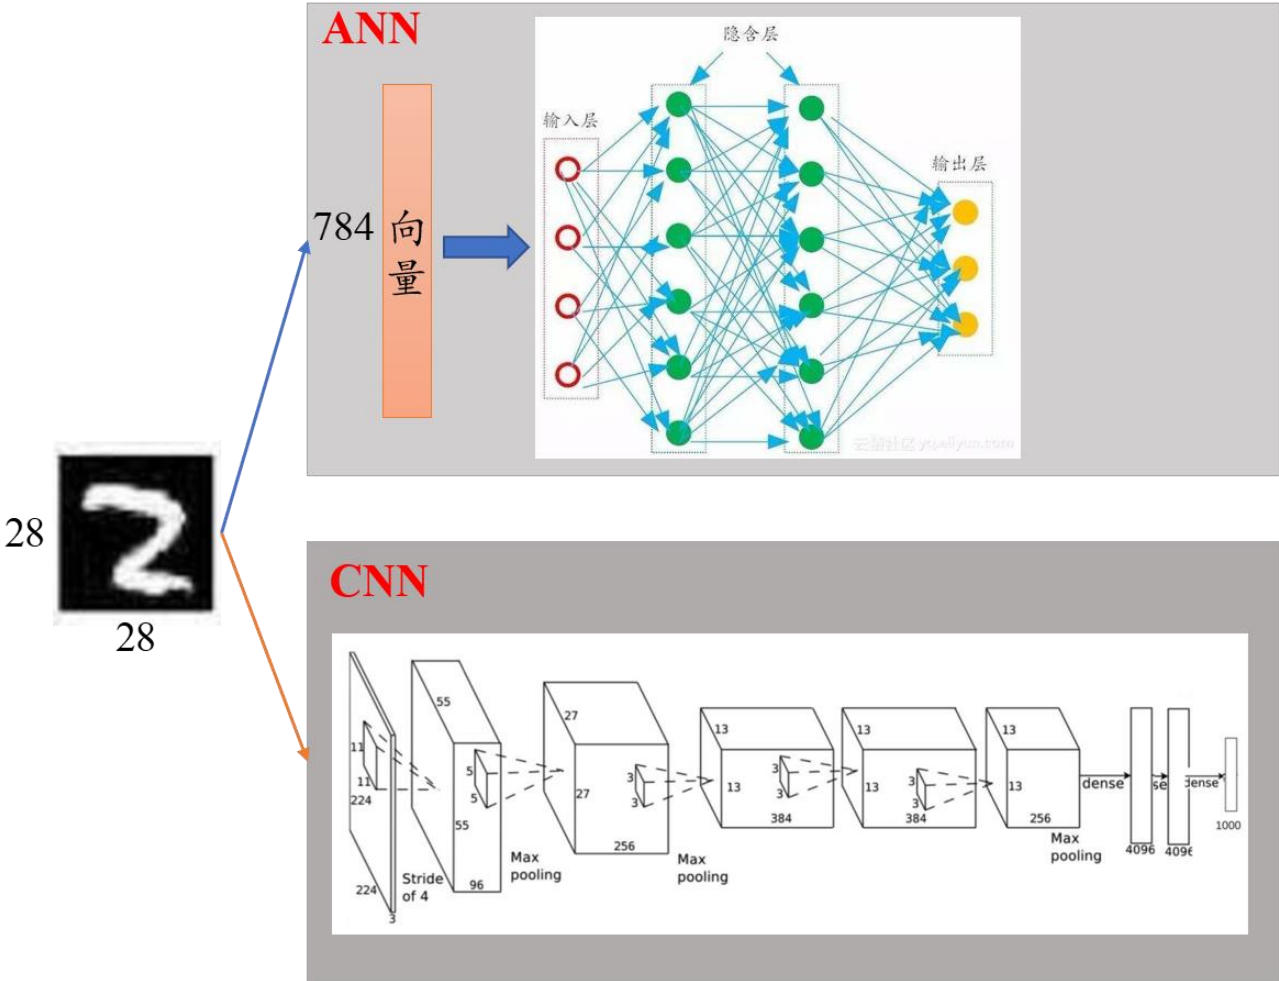 ANN
隐含层
输入层
输出层
784
向
量
28
28
CNN
55
27
13
13
13
11
11
224
5
5
55
27
3
3
13
3
3
13
3
3
13
dense
dense
224
3
Stride
of 4
96
Max
pooling
256
Max
pooling
384
384
256
Max
pooling
4096
4096
1000